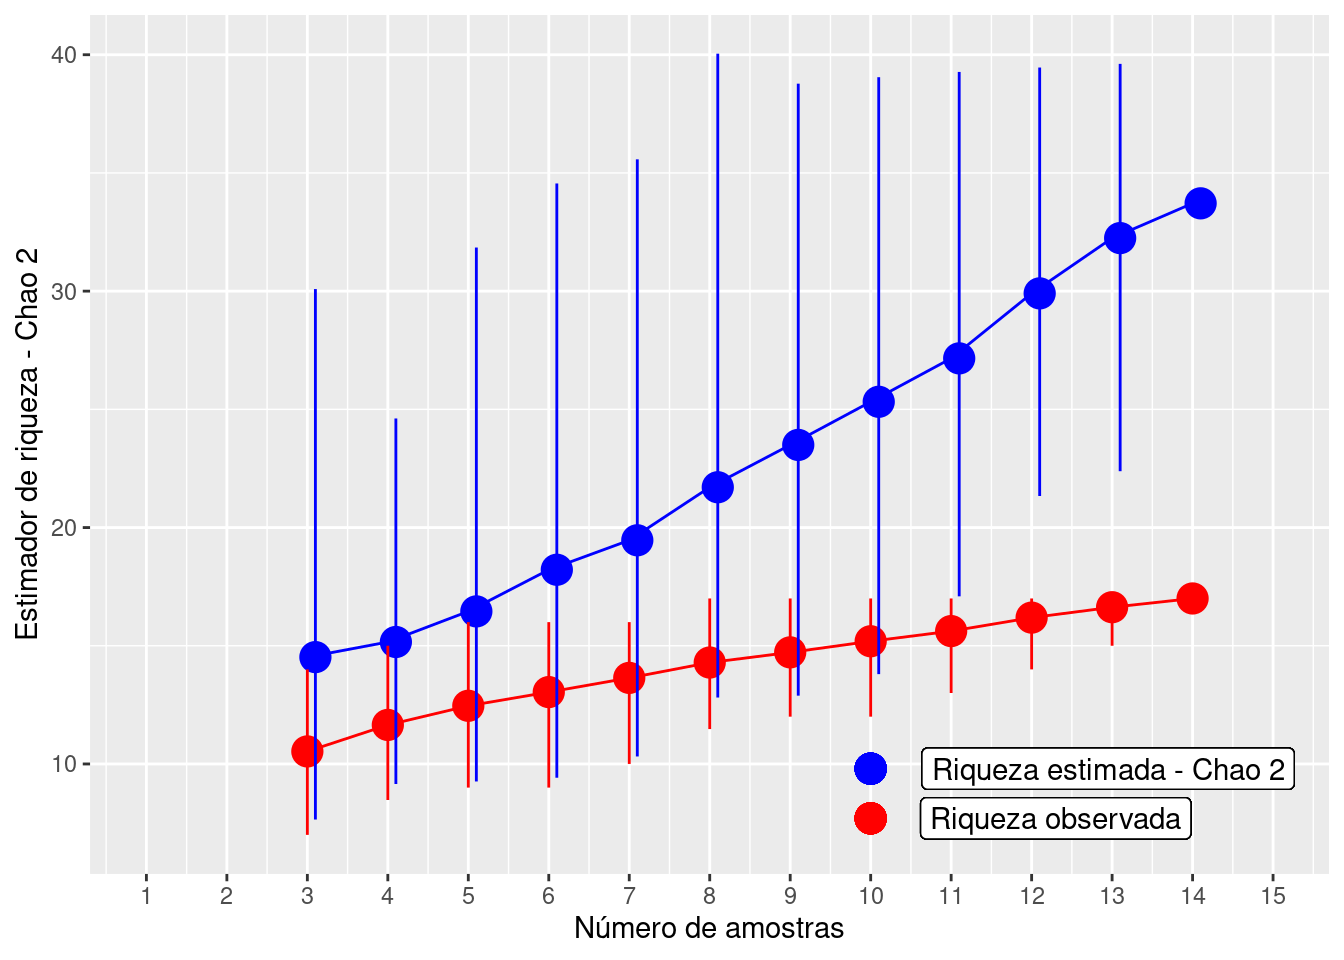 Estimador de riqueza - Chao 2
40
30
20
10
Riqueza estimada - Chao 2
Riqueza observada
1 2 3 4 5 6 7 8 9 10 11 12 13 14 15
Número de amostras